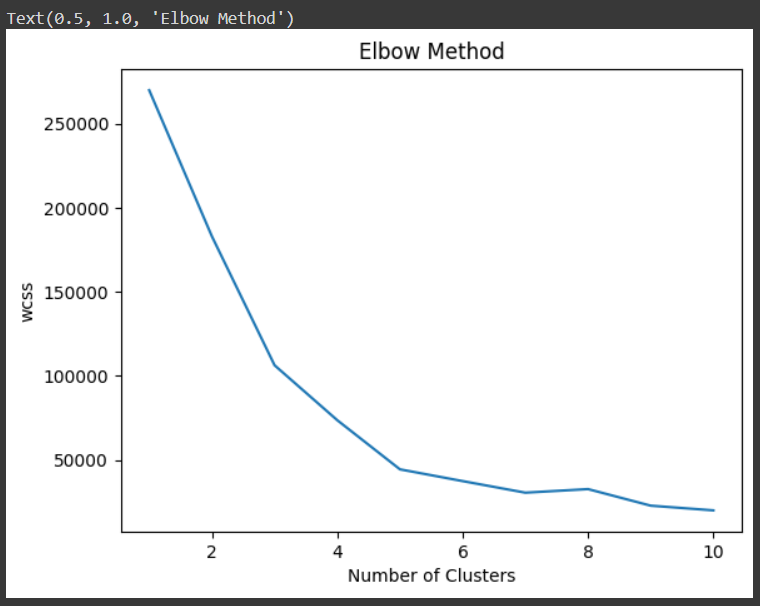 Text(0.5, 1.0, 'Elbow Method')
Elbow Method
250000
200000
150000
100000
50000
wcss
2 4 6 8 10
Number of Clusters